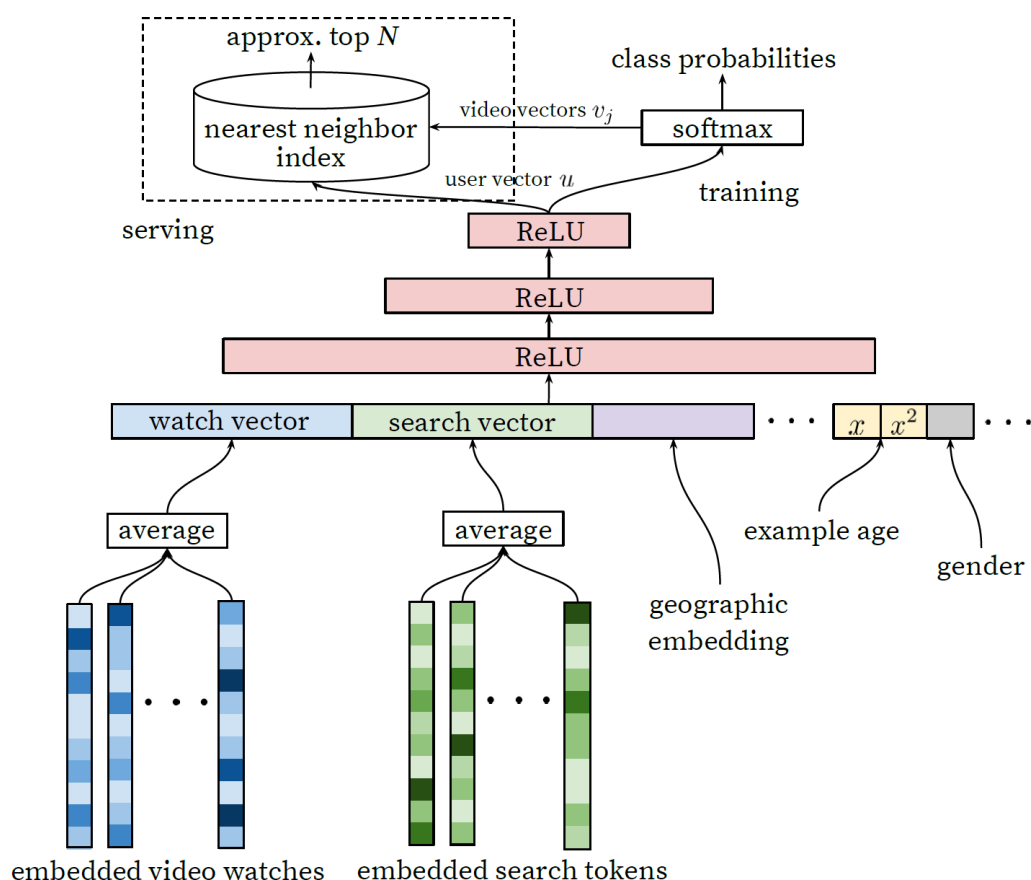 approx. top N
class probabilities
nearest neighbor
index
video vectors v_j
softmax
user vector u
training
serving
ReLU
ReLU
ReLU
watch vector
search vector
. . .
x
x²
. . .
average
average
example age
gender
geographic
embedding
. . .
. . .
embedded video watches
embedded search tokens